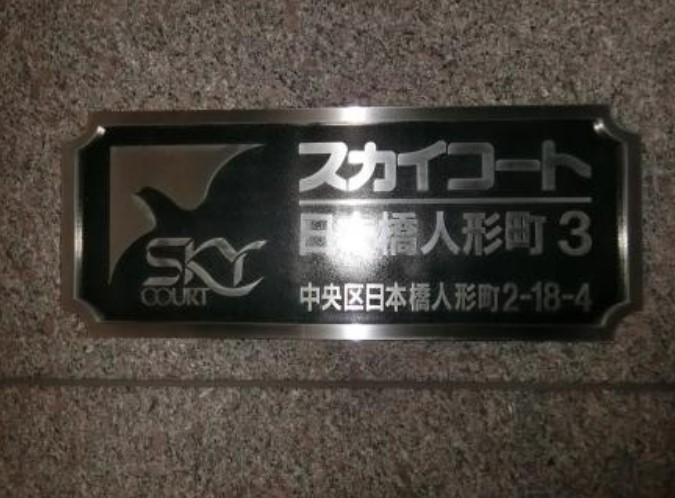 SKY
COURT
スカイコート
日本橋人形町 3
中央区日本橋人形町2-18-4